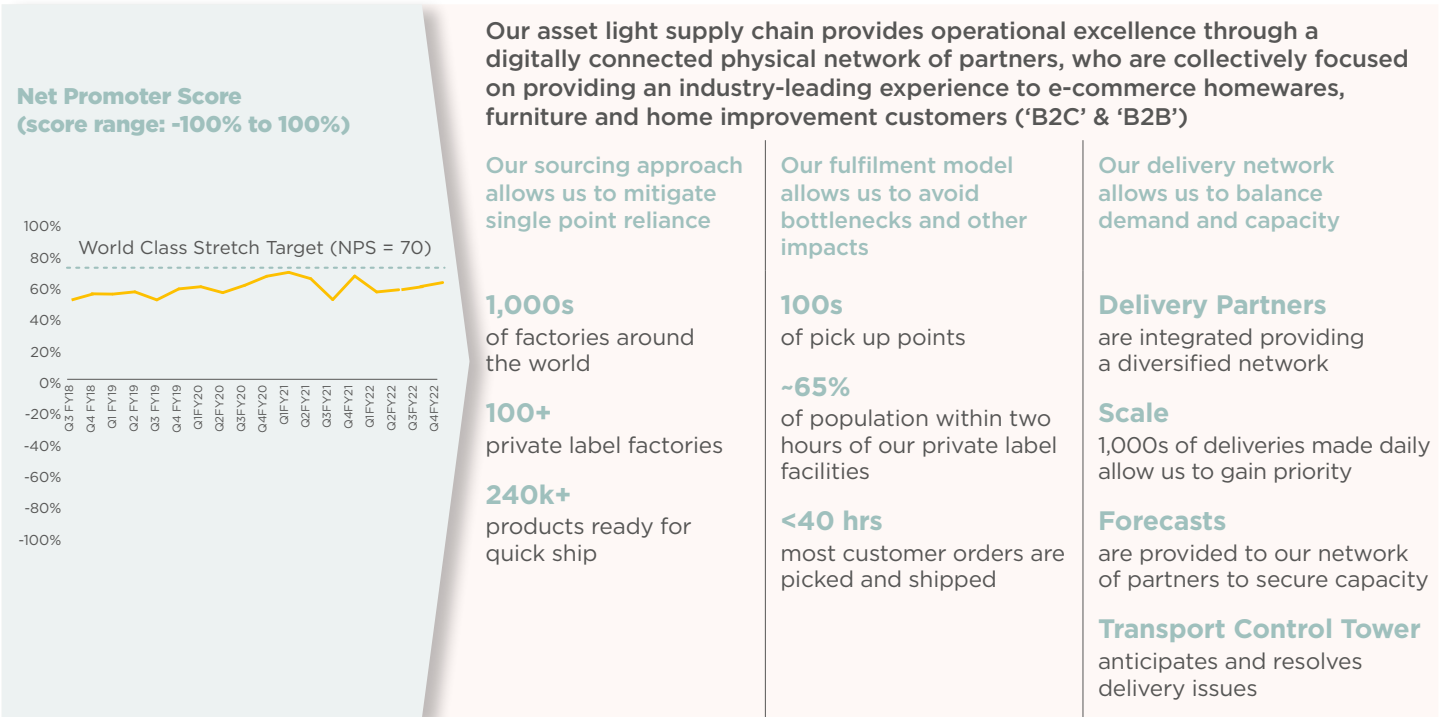 Net Promoter Score
(score range: -100% to 100%)
100%
80%
60%
40%
20%
0%
-20%
-40%
-60%
-80%
-100%
World Class Stretch Target (NPS = 70)
Q3 FY18
Q4 FY18
Q1 FY19
Q2 FY19
Q3 FY19
Q4 FY19
Q1FY20
Q2FY20
Q3FY20
Q4FY20
Q1FY21
Q2FY21
Q3FY21
Q4FY21
Q1FY22
Q2FY22
Q3FY22
Q4FY22
Our asset light supply chain provides operational excellence through a
digitally connected physical network of partners, who are collectively focused
on providing an industry-leading experience to e-commerce homewares,
furniture and home improvement customers (‘B2C’ & ‘B2B’)
Our sourcing approach
allows us to mitigate
single point reliance
1,000s
of factories around
the world
100+
private label factories
240k+
products ready for
quick ship
Our fulfilment model
allows us to avoid
bottlenecks and other
impacts
100s
of pick up points
~65%
of population within two
hours of our private label
facilities
<40 hrs
most customer orders are
picked and shipped
Our delivery network
allows us to balance
demand and capacity
Delivery Partners
are integrated providing
a diversified network
Scale
1,000s of deliveries made daily
allow us to gain priority
Forecasts
are provided to our network
of partners to secure capacity
Transport Control Tower
anticipates and resolves
delivery issues